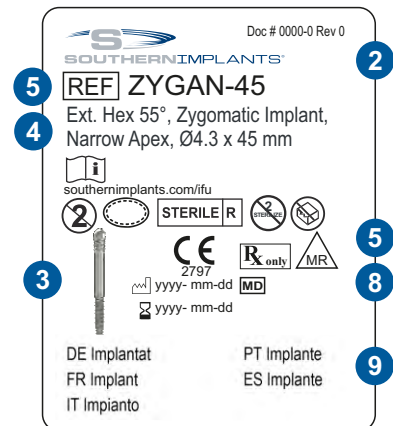 Doc # 0000-0 Rev 0
SOUTHERNIMPLANTS®
2
5
REF ZYGAN-45
4
Ext. Hex 55°, Zygomatic Implant,
Narrow Apex, Ø4.3 x 45 mm
i
southernimplants.com/ifu
2
STERILE R
2
STERILIZE
5
CE
2797
Rx only
MR
3
yyyy- mm-dd
MD
8
yyyy- mm-dd
DE Implantat
PT Implante
9
FR Implant
ES Implante
IT Impianto